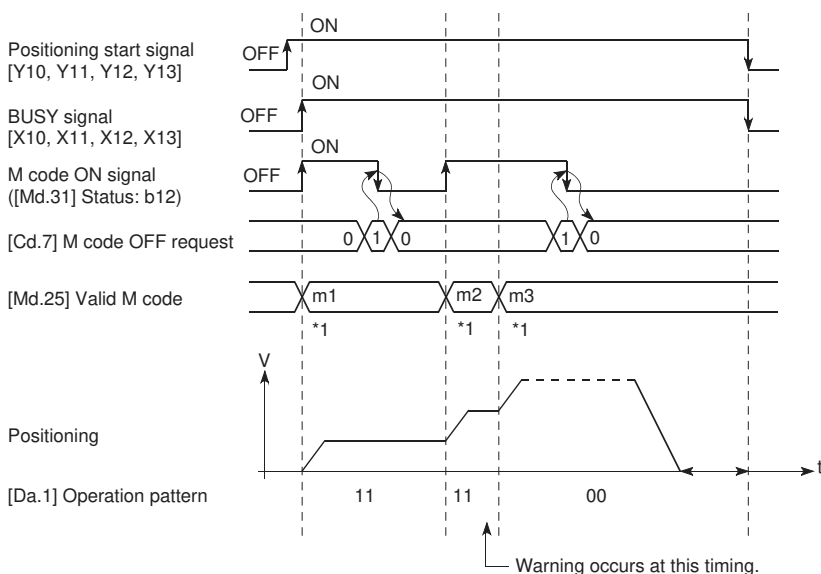 Positioning start signal
[Y10, Y11, Y12, Y13]
OFF
ON
BUSY signal
[X10, X11, X12, X13]
OFF
ON
M code ON signal
([Md.31] Status: b12)
OFF
ON
[Cd.7] M code OFF request
0 1 0 1 0
[Md.25] Valid M code
m1 m2 m3
*1 *1 *1
V
Positioning
t
[Da.1] Operation pattern
11 11 00
Warning occurs at this timing.